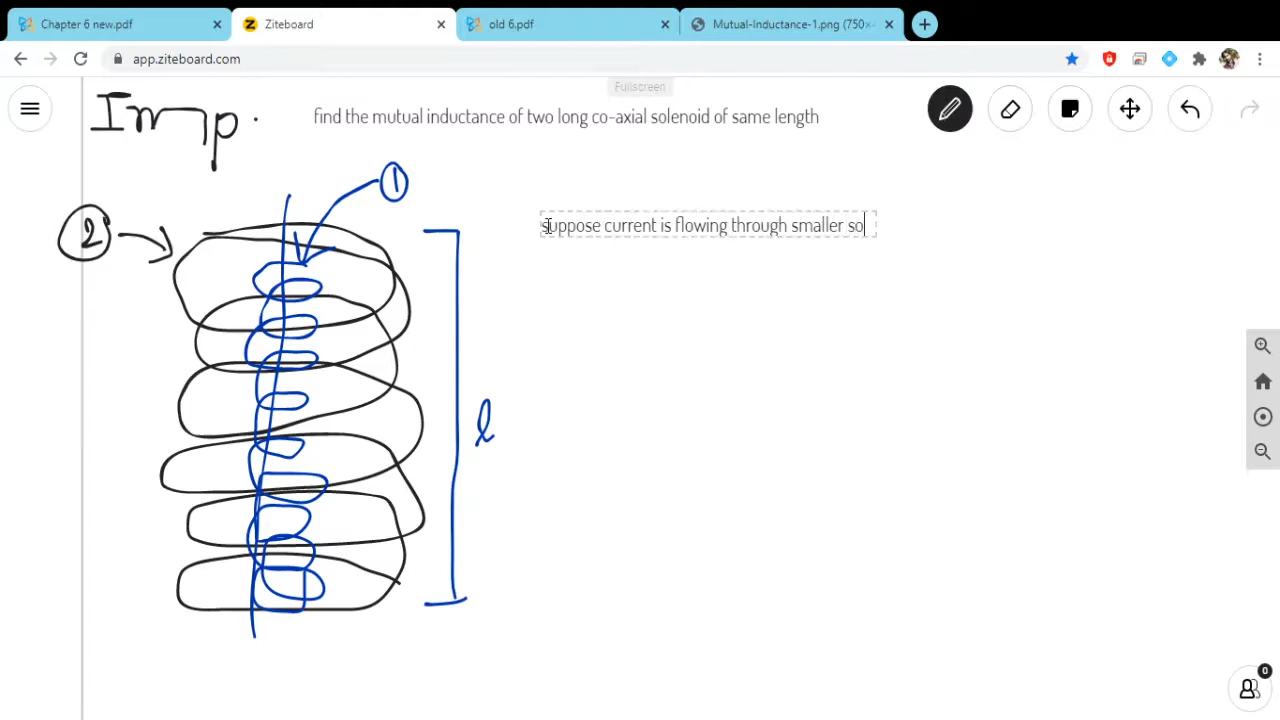 Chapter 6 new.pdf
Ziteboard
old 6.pdf
Mutual-Inductance-1.png (750×4
app.ziteboard.com
Fullscreen
Imp.
find the mutual inductance of two long co-axial solenoid of same length
1
2
suppose current is flowing through smaller so
l
0